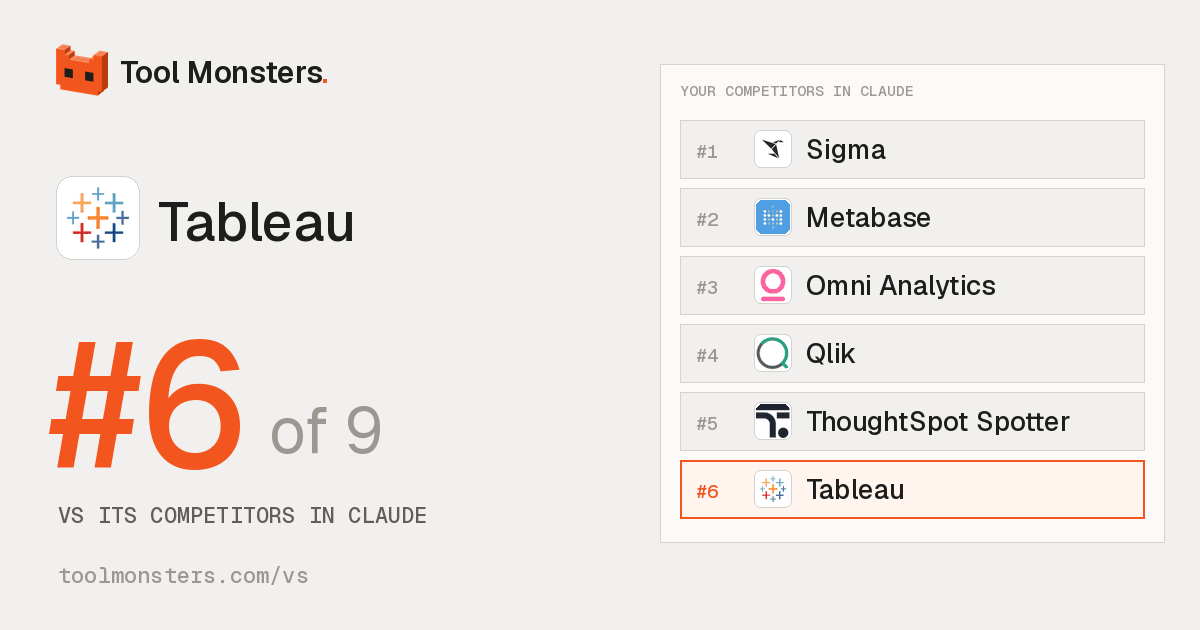 Tool Monsters.
Tableau
#6 of 9
VS ITS COMPETITORS IN CLAUDE
toolmonsters.com/vs
YOUR COMPETITORS IN CLAUDE
#1 Sigma
#2 Metabase
#3 Omni Analytics
#4 Qlik
#5 ThoughtSpot Spotter
#6 Tableau